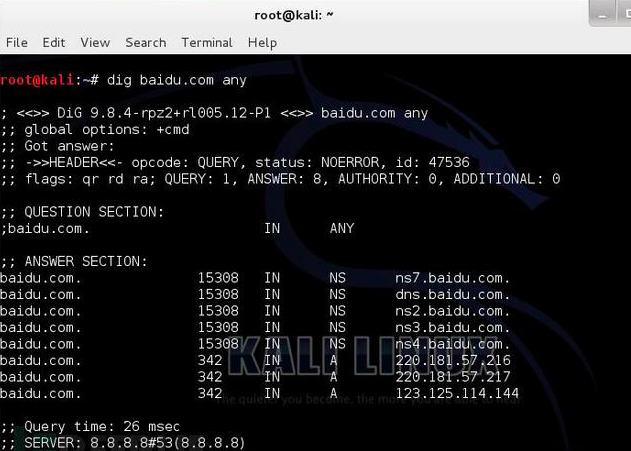 root@kali: ~
File Edit View Search Terminal Help
root@kali:~# dig baidu.com any
; <<>> DiG 9.8.4-rpz2+rl005.12-P1 <<>> baidu.com any
;; global options: +cmd
;; Got answer:
;; ->>HEADER<<- opcode: QUERY, status: NOERROR, id: 47536
;; flags: qr rd ra; QUERY: 1, ANSWER: 8, AUTHORITY: 0, ADDITIONAL: 0
;; QUESTION SECTION:
;baidu.com. IN ANY
;; ANSWER SECTION:
baidu.com. 15308 IN NS ns7.baidu.com.
baidu.com. 15308 IN NS dns.baidu.com.
baidu.com. 15308 IN NS ns2.baidu.com.
baidu.com. 15308 IN NS ns3.baidu.com.
baidu.com. 15308 IN NS ns4.baidu.com.
baidu.com. 342 IN A 220.181.57.216
baidu.com. 342 IN A 220.181.57.217
baidu.com. 342 IN A 123.125.114.144
KALI LINUX
The quieter you become, the more you are able to hear
;; Query time: 26 msec
;; SERVER: 8.8.8.8#53(8.8.8.8)